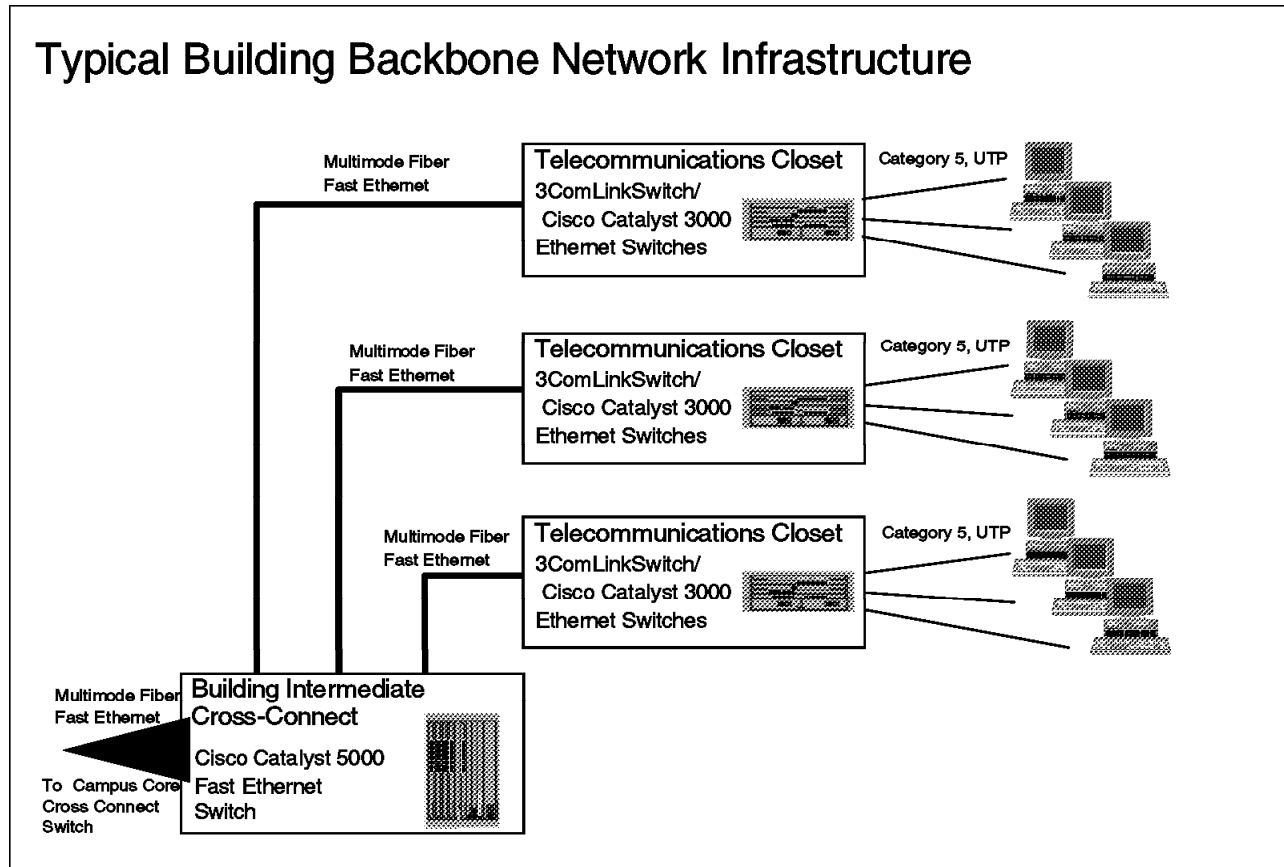 Typical Building Backbone Network Infrastructure
Multimode Fiber
Fast Ethernet
Telecommunications Closet
3ComLinkSwitch/
Cisco Catalyst 3000
Ethernet Switches
Category 5, UTP
Multimode Fiber
Fast Ethernet
Telecommunications Closet
3ComLinkSwitch/
Cisco Catalyst 3000
Ethernet Switches
Category 5, UTP
Multimode Fiber
Fast Ethernet
Telecommunications Closet
3ComLinkSwitch/
Cisco Catalyst 3000
Ethernet Switches
Category 5, UTP
Multimode Fiber
Fast Ethernet
To Campus Core
Cross Connect
Switch
Building Intermediate
Cross-Connect
Cisco Catalyst 5000
Fast Ethernet
Switch